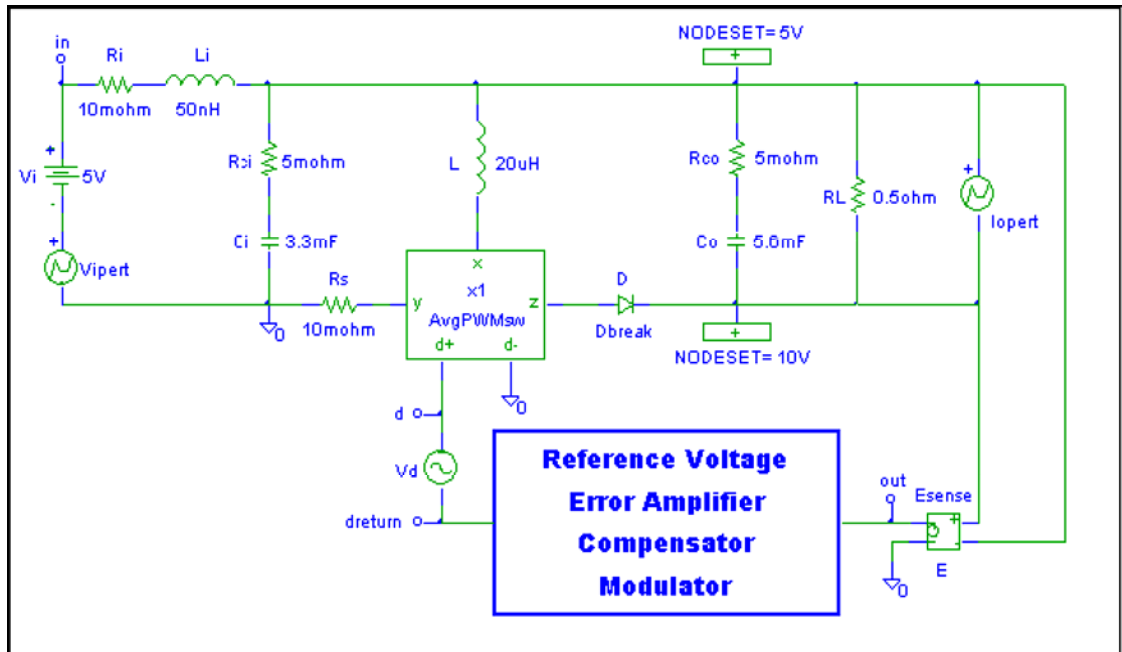 NODESET= 5V
+
in
Ri
Li
10mohm
50nH
+
Vi
5V
-
+
Vipert
Rci
5mohm
Ci
3.3mF
0
Rs
10mohm
L
20uH
x
x1
y
z
AvgPWMsw
d+
d-
0
D
Dbreak
Rco
5mohm
Co
5.6mF
+
NODESET= 10V
RL
0.5ohm
+
Iopert
d
Vd
dreturn
Reference Voltage
Error Amplifier
Compensator
Modulator
out
Esense
+
-
E
0